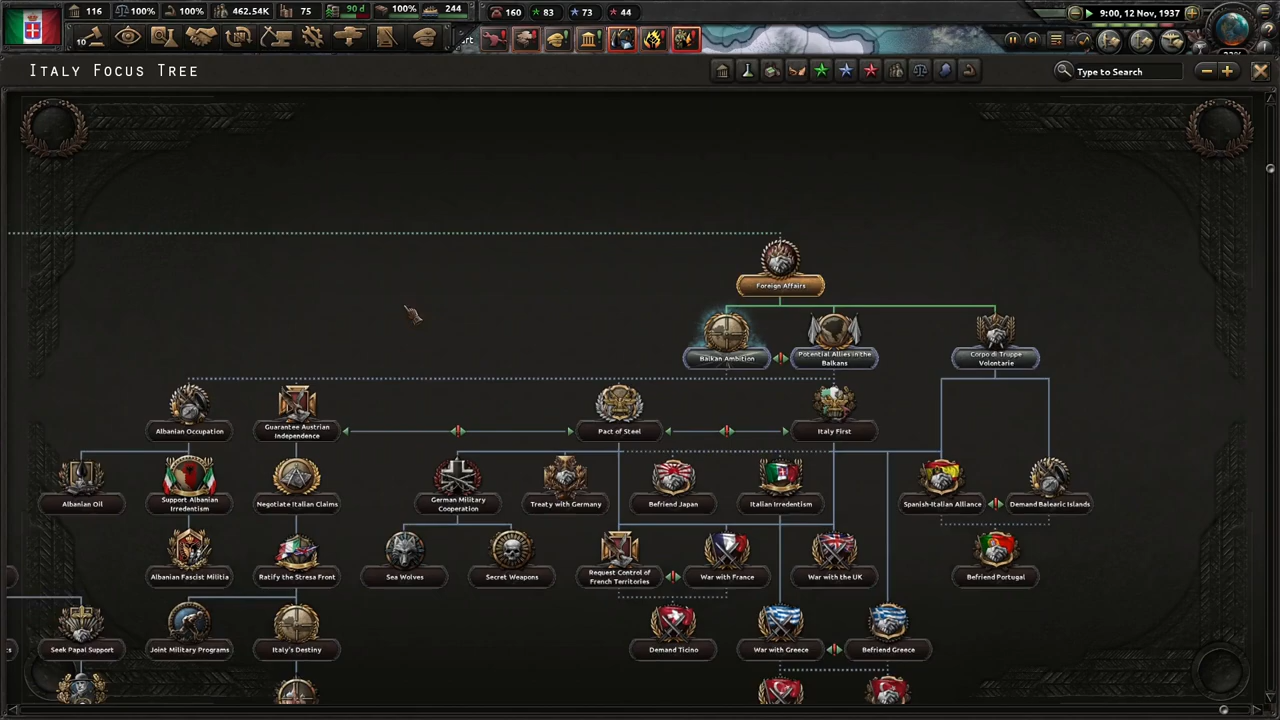 116
100%
100%
462.54K
75
90 d
100%
244
160
83
73
44
9:00, 12 Nov, 1937
10
Italy Focus Tree
Type to Search
Foreign Affairs
Balkan Ambition
Potential Allies in the
Balkans
Corpo di Truppe
Volontarie
Albanian Occupation
Guarantee Austrian
Independence
Pact of Steel
Italy First
Albanian Oil
Support Albanian
Irredentism
Negotiate Italian Claims
German Military
Cooperation
Treaty with Germany
Befriend Japan
Italian Irredentism
Spanish-Italian Alliance
Demand Balearic Islands
Albanian Fascist Militia
Ratify the Stresa Front
Sea Wolves
Secret Weapons
Request Control of
French Territories
War with France
War with the UK
Befriend Portugal
Seek Papal Support
Joint Military Programs
Italy's Destiny
Demand Ticino
War with Greece
Befriend Greece